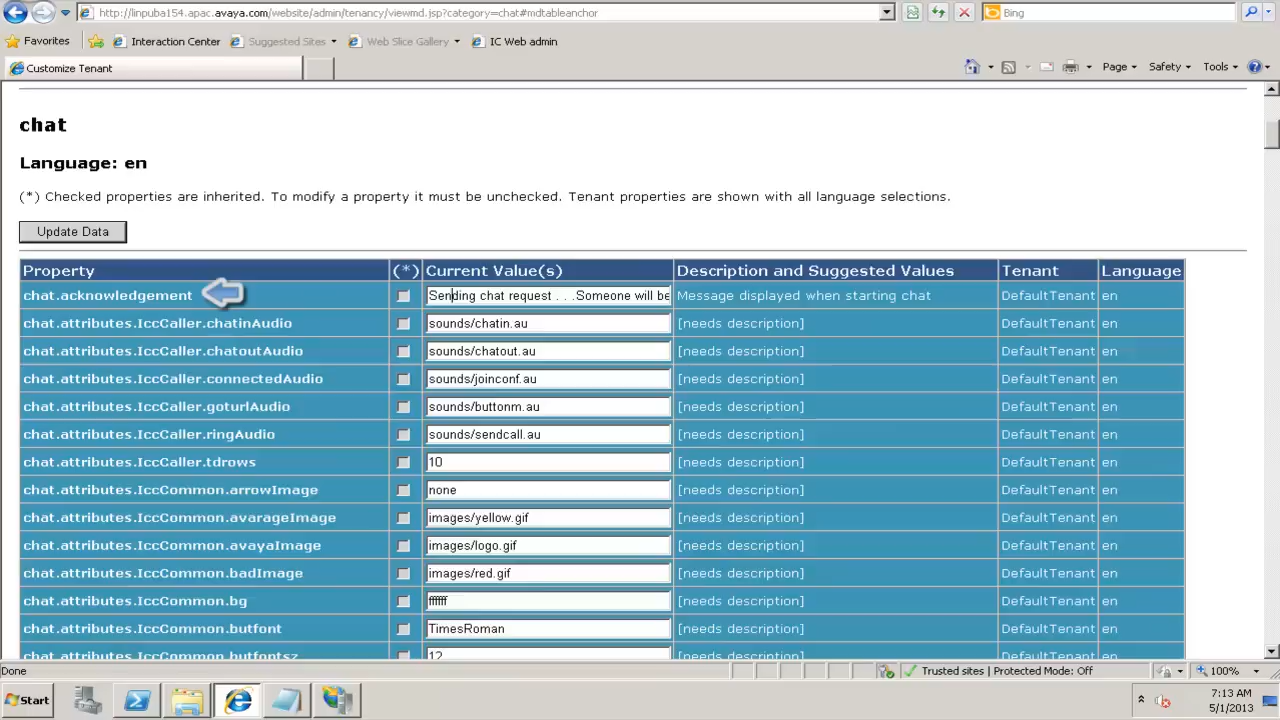 http://linpuba154.apac.avaya.com/website/admin/tenancy/viewmd.jsp?category=chat#mdtableanchor
Bing
Favorites
Interaction Center
Suggested Sites
Web Slice Gallery
IC Web admin
Customize Tenant
Page
Safety
Tools
chat
Language: en
(*) Checked properties are inherited. To modify a property it must be unchecked. Tenant properties are shown with all language selections.
Update Data
Property (*) Current Value(s) Description and Suggested Values Tenant Language
chat.acknowledgement Sending chat request . . .Someone will be Message displayed when starting chat DefaultTenant en
chat.attributes.IccCaller.chatinAudio sounds/chatin.au [needs description] DefaultTenant en
chat.attributes.IccCaller.chatoutAudio sounds/chatout.au [needs description] DefaultTenant en
chat.attributes.IccCaller.connectedAudio sounds/joinconf.au [needs description] DefaultTenant en
chat.attributes.IccCaller.goturlAudio sounds/buttonm.au [needs description] DefaultTenant en
chat.attributes.IccCaller.ringAudio sounds/sendcall.au [needs description] DefaultTenant en
chat.attributes.IccCaller.tdrows 10 [needs description] DefaultTenant en
chat.attributes.IccCommon.arrowImage none [needs description] DefaultTenant en
chat.attributes.IccCommon.avarageImage images/yellow.gif [needs description] DefaultTenant en
chat.attributes.IccCommon.avayaImage images/logo.gif [needs description] DefaultTenant en
chat.attributes.IccCommon.badImage images/red.gif [needs description] DefaultTenant en
chat.attributes.IccCommon.bg ffffff [needs description] DefaultTenant en
chat.attributes.IccCommon.butfont TimesRoman [needs description] DefaultTenant en
chat.attributes.IccCommon.butfontsz 12 [needs description] DefaultTenant en
Done
Trusted sites | Protected Mode: Off
100%
Start
7:13 AM
5/1/2013